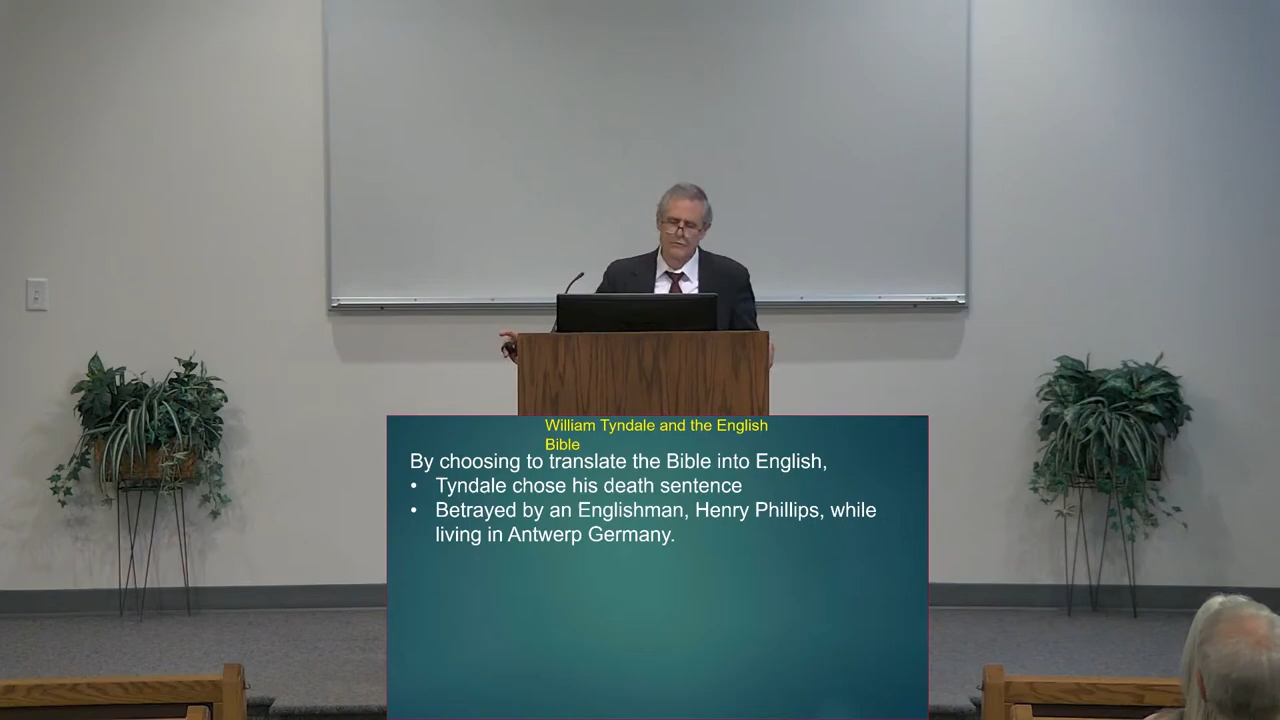 William Tyndale and the English
Bible
By choosing to translate the Bible into English,
• Tyndale chose his death sentence
• Betrayed by an Englishman, Henry Phillips, while
living in Antwerp Germany.